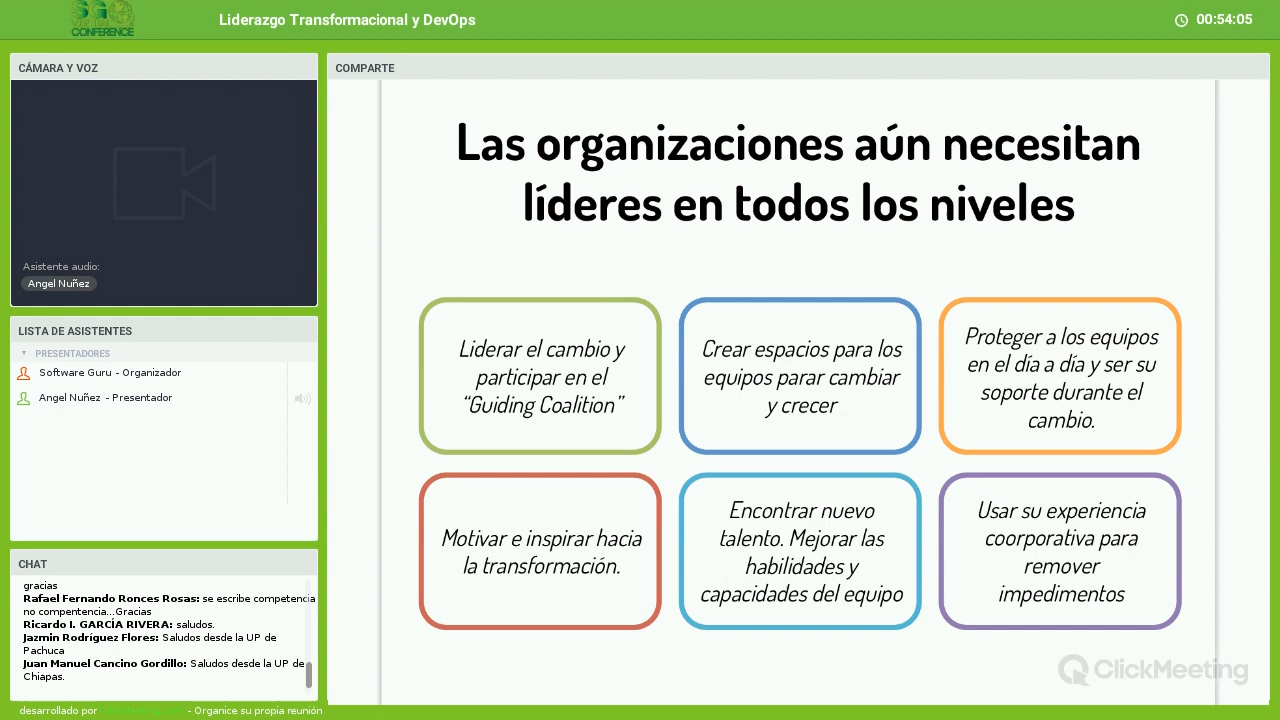 SG
VIRTUAL
CONFERENCE
Liderazgo Transformacional y DevOps
00:54:05
CÁMARA Y VOZ
Asistente audio:
Angel Nuñez
LISTA DE ASISTENTES
PRESENTADORES
Software Guru - Organizador
Angel Nuñez - Presentador
CHAT
gracias
Rafael Fernando Ronces Rosas: se escribe competencia
no compentencia...Gracias
Ricardo I. GARCÍA RIVERA: saludos.
Jazmin Rodríguez Flores: Saludos desde la UP de
Pachuca
Juan Manuel Cancino Gordillo: Saludos desde la UP de
Chiapas.
desarrollado por
- Organice su propia reunión
COMPARTE
Las organizaciones aún necesitan
líderes en todos los niveles
Liderar el cambio y
participar en el
“Guiding Coalition”
Crear espacios para los
equipos parar cambiar
y crecer
Proteger a los equipos
en el día a día y ser su
soporte durante el
cambio.
Motivar e inspirar hacia
la transformación.
Encontrar nuevo
talento. Mejorar las
habilidades y
capacidades del equipo
Usar su experiencia
coorporativa para
remover
impedimentos
ClickMeeting